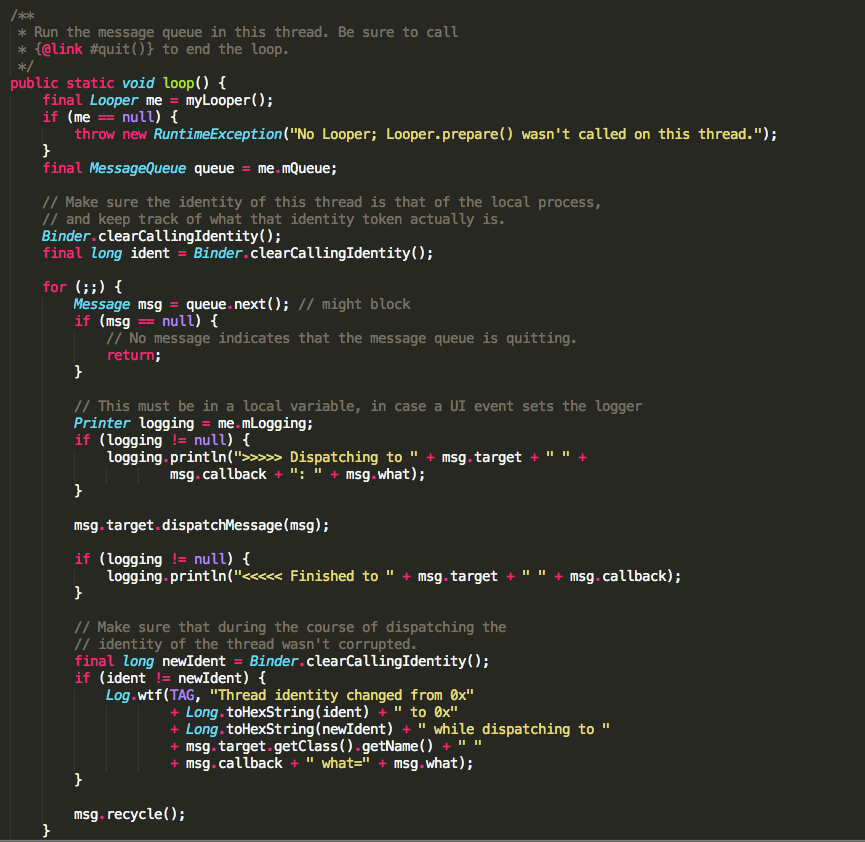 /**
 * Run the message queue in this thread. Be sure to call
 * {@link #quit()} to end the loop.
 */
public static void loop() {
    final Looper me = myLooper();
    if (me == null) {
        throw new RuntimeException("No Looper; Looper.prepare() wasn't called on this thread.");
    }
    final MessageQueue queue = me.mQueue;

    // Make sure the identity of this thread is that of the local process,
    // and keep track of what that identity token actually is.
    Binder.clearCallingIdentity();
    final long ident = Binder.clearCallingIdentity();

    for (;;) {
        Message msg = queue.next(); // might block
        if (msg == null) {
            // No message indicates that the message queue is quitting.
            return;
        }

        // This must be in a local variable, in case a UI event sets the logger
        Printer logging = me.mLogging;
        if (logging != null) {
            logging.println(">>>>> Dispatching to " + msg.target + " " +
                    msg.callback + ": " + msg.what);
        }

        msg.target.dispatchMessage(msg);

        if (logging != null) {
            logging.println("<<<<< Finished to " + msg.target + " " + msg.callback);
        }

        // Make sure that during the course of dispatching the
        // identity of the thread wasn't corrupted.
        final long newIdent = Binder.clearCallingIdentity();
        if (ident != newIdent) {
            Log.wtf(TAG, "Thread identity changed from 0x"
                    + Long.toHexString(ident) + " to 0x"
                    + Long.toHexString(newIdent) + " while dispatching to "
                    + msg.target.getClass().getName() + " "
                    + msg.callback + " what=" + msg.what);
        }

        msg.recycle();
    }